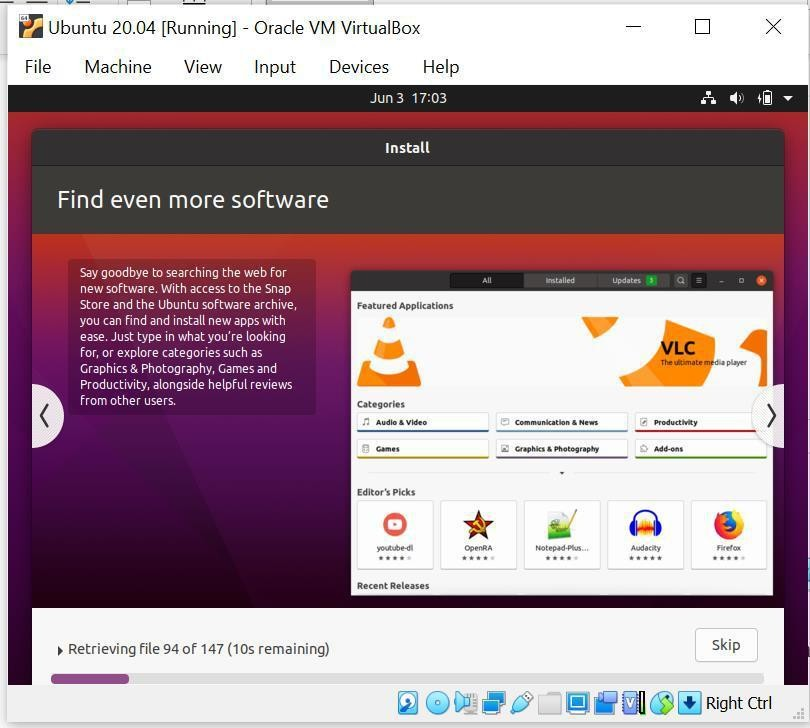 Ubuntu 20.04 [Running] - Oracle VM VirtualBox
File Machine View Input Devices Help
Jun 3 17:03
Install
Find even more software
Say goodbye to searching the web for
new software. With access to the Snap
Store and the Ubuntu software archive,
you can find and install new apps with
ease. Just type in what you're looking
for, or explore categories such as
Graphics & Photography, Games and
Productivity, alongside helpful reviews
from other users.
All Installed Updates 3
Featured Applications
VLC
The ultimate media player
Categories
Audio & Video Communication & News Productivity
Games Graphics & Photography Add-ons
Editor's Picks
youtube-dl OpenRA Notepad-Plus... Audacity Firefox
Recent Releases
Retrieving file 94 of 147 (10s remaining)
Skip
Right Ctrl